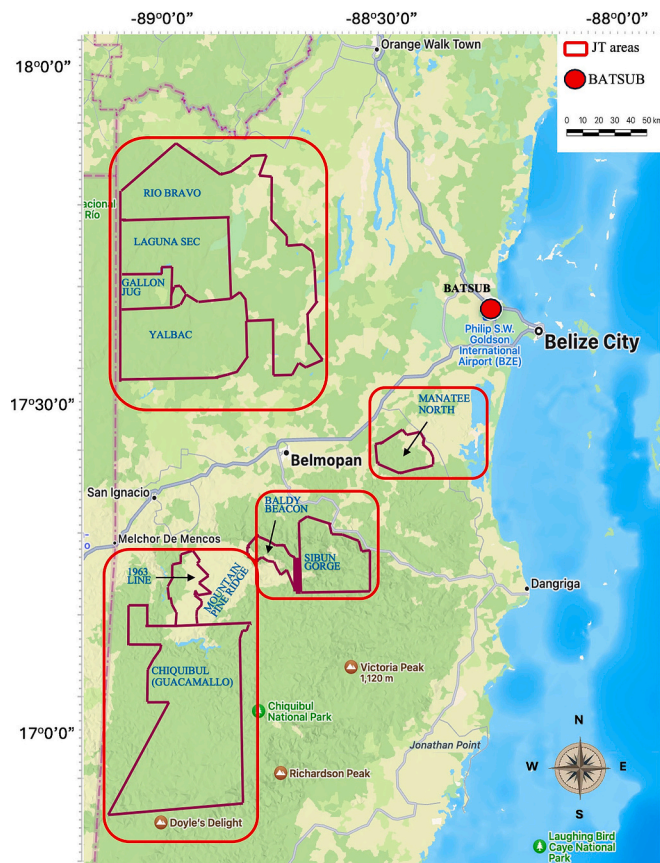 -89°0'0"
-88°30'0"
-88°0'0"
18°0'0"
Orange Walk Town
JT areas
BATSUB
0 10 20 30 40 50 km
RIO BRAVO
acional
Río
LAGUNA SEC
GALLON
JUG
YALBAC
BATSUB
Philip S.W.
Goldson
International
Airport (BZE)
Belize City
17°30'0"
MANATEE
NORTH
Belmopan
San Ignacio
BALDY
BEACON
Melchor De Mencos
SIBUN
GORGE
1963
LINE
MOUNTAIN
PINE RIDGE
Dangriga
CHIQUIBUL
(GUACAMALLO)
Victoria Peak
1,120 m
Chiquibul
National Park
17°0'0"
Jonathan Point
Richardson Peak
N
W
E
S
Doyle's Delight
Laughing Bird
Caye National
Park